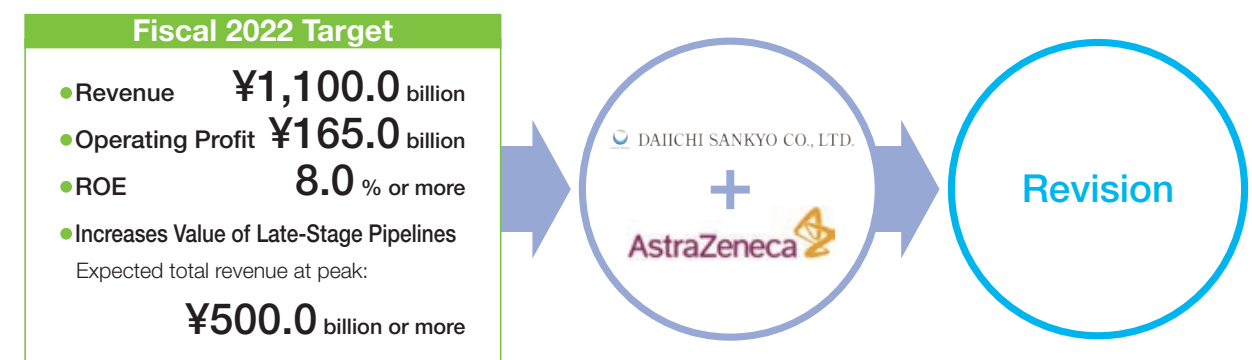 Fiscal 2022 Target
●Revenue ¥1,100.0 billion
●Operating Profit ¥165.0 billion
●ROE 8.0 % or more
●Increases Value of Late-Stage Pipelines
Expected total revenue at peak:
¥500.0 billion or more
DAIICHI SANKYO CO., LTD.
+
AstraZeneca
Revision